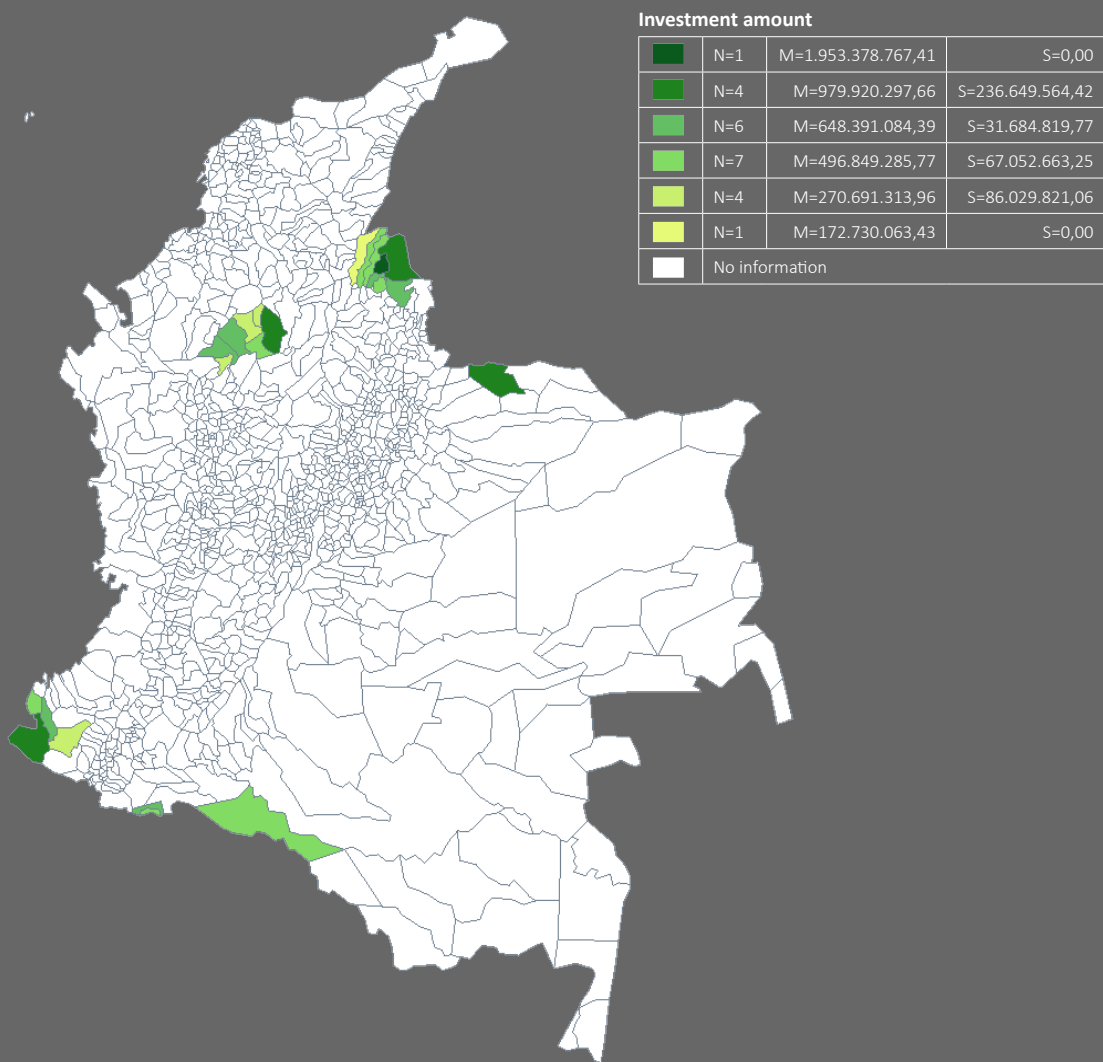 Investment amount
N=1 M=1.953.378.767,41 S=0,00
N=4 M=979.920.297,66 S=236.649.564,42
N=6 M=648.391.084,39 S=31.684.819,77
N=7 M=496.849.285,77 S=67.052.663,25
N=4 M=270.691.313,96 S=86.029.821,06
N=1 M=172.730.063,43 S=0,00
No information